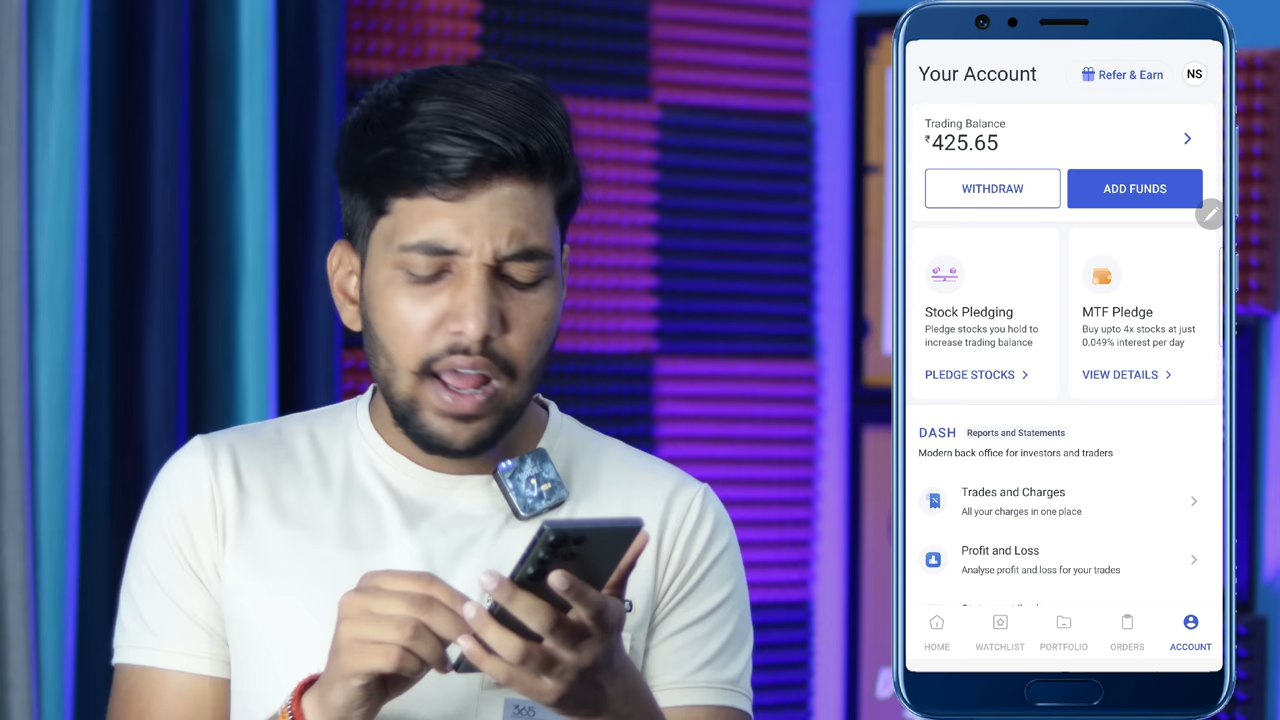 Your Account
Refer & Earn
NS
Trading Balance
₹425.65
WITHDRAW
ADD FUNDS
Stock Pledging
Pledge stocks you hold to
increase trading balance
PLEDGE STOCKS
MTF Pledge
Buy upto 4x stocks at just
0.049% interest per day
VIEW DETAILS
DASH Reports and Statements
Modern back office for investors and traders
Trades and Charges
All your charges in one place
Profit and Loss
Analyse profit and loss for your trades
HOME
WATCHLIST
PORTFOLIO
ORDERS
ACCOUNT
365